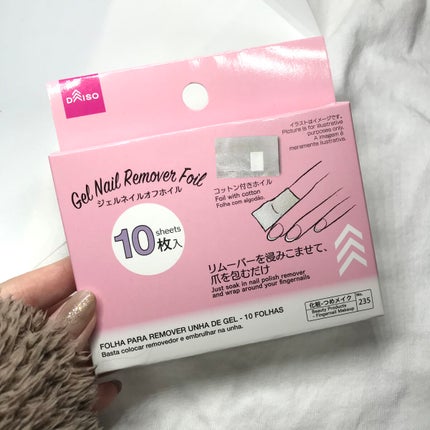 DAISO
イラストはイメージです。
Picture is for illustrative
purposes only.
A imagem é
meramente ilustrativa.
Gel Nail Remover Foil
ジェルネイルオフホイル
コットン付きホイル
Foil with cotton
Folha com algodão.
10 sheets
枚入
リムーバーを浸みこませて、
爪を包むだけ
Just soak in nail polish remover
and wrap around your fingernails
FOLHA PARA REMOVER UNHA DE GEL - 10 FOLHAS
Basta colocar removedor e embrulhar na unha.
化粧-つめメイク
Beauty Products
- Fingernail Makeup
No.
235